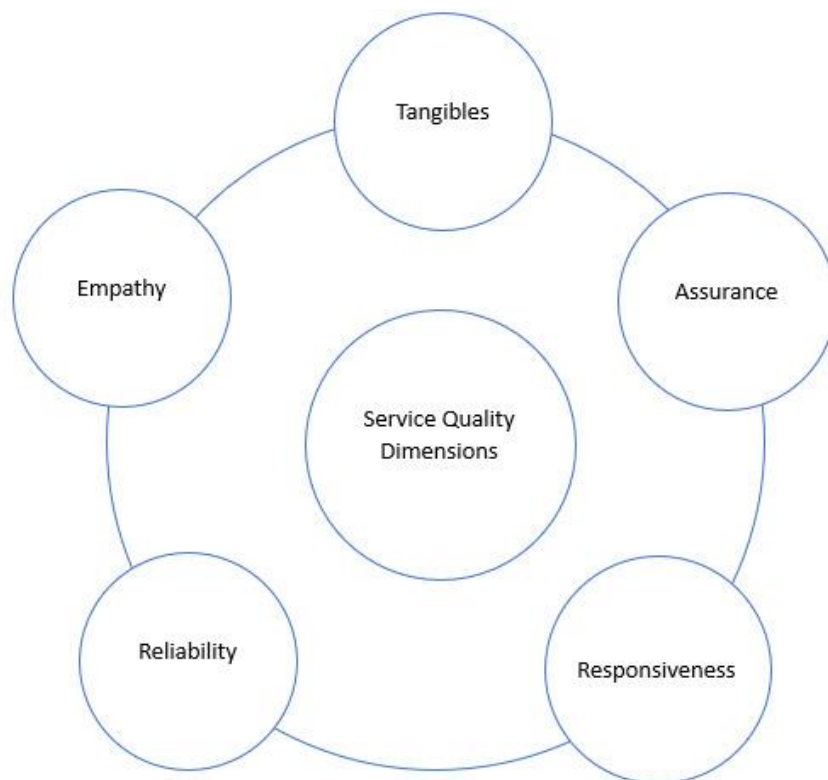 Tangibles
Empathy
Assurance
Service Quality
Dimensions
Reliability
Responsiveness